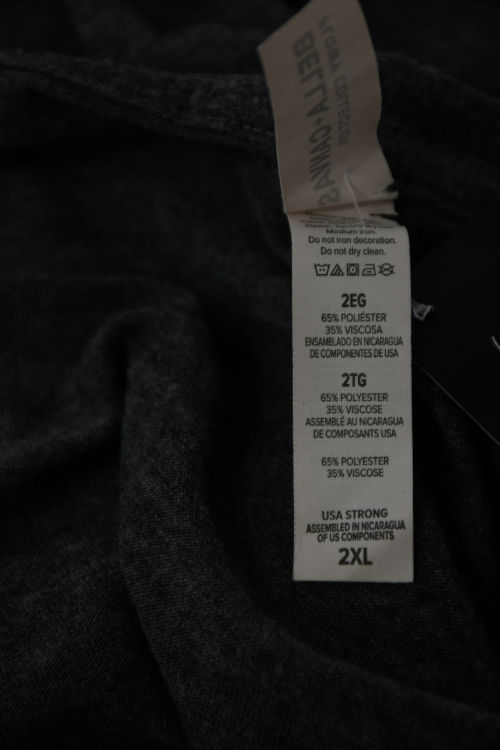 BELLA+CANVAS
FLOWY COLLECTION
Medium iron.
Do not iron decoration.
Do not dry clean.
2EG
65% POLIÉSTER
35% VISCOSA
ENSAMBLADO EN NICARAGUA
DE COMPONENTES DE USA
2TG
65% POLYESTER
35% VISCOSE
ASSEMBLÉ AU NICARAGUA
DE COMPOSANTS USA
65% POLYESTER
35% VISCOSE
USA STRONG
ASSEMBLED IN NICARAGUA
OF US COMPONENTS
2XL